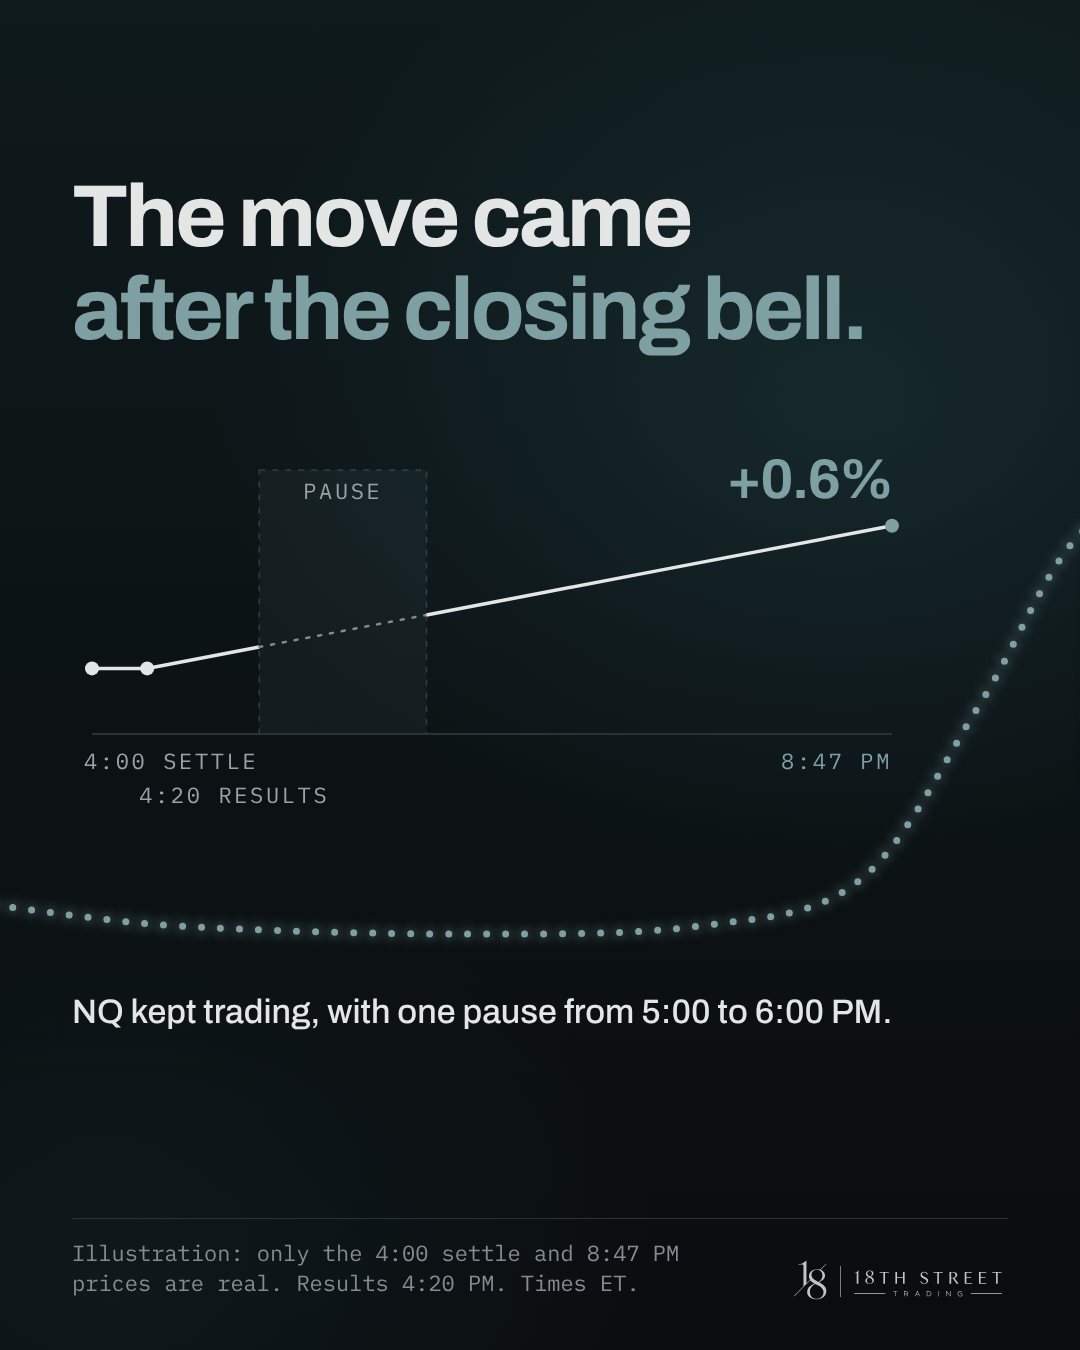 The move came
after the closing bell.
+0.6%
PAUSE
4:00 SETTLE
8:47 PM
4:20 RESULTS
NQ kept trading, with one pause from 5:00 to 6:00 PM.
Illustration: only the 4:00 settle and 8:47 PM
prices are real. Results 4:20 PM. Times ET.
18
18TH STREET
TRADING